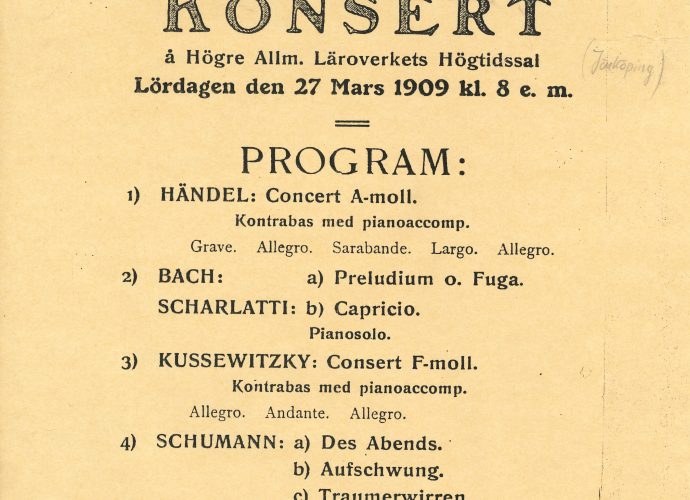 KONSERT
å Högre Allm. Läroverkets Högtidssal
(Jönköping)
Lördagen den 27 Mars 1909 kl. 8 e. m.
PROGRAM:
1) HÄNDEL: Concert A-moll.
Kontrabas med pianoaccomp.
Grave. Allegro. Sarabande. Largo. Allegro.
2) BACH: a) Preludium o. Fuga.
SCHARLATTI: b) Capricio.
Pianosolo.
3) KUSSEWITZKY: Consert F-moll.
Kontrabas med pianoaccomp.
Allegro. Andante. Allegro.
4) SCHUMANN: a) Des Abends.
b) Aufschwung.
c) Traumerwirren